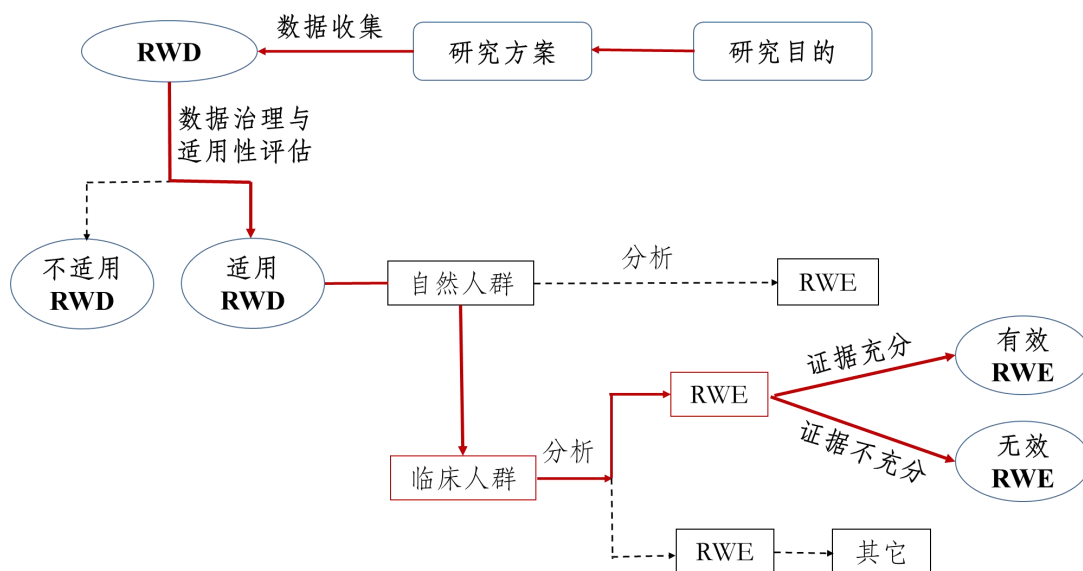 RWD
数据收集
研究方案
研究目的
数据治理与
适用性评估
不适用
RWD
适用
RWD
自然人群
分析
RWE
临床人群
分析
RWE
证据充分
有效
RWE
证据不充分
无效
RWE
RWE
其它